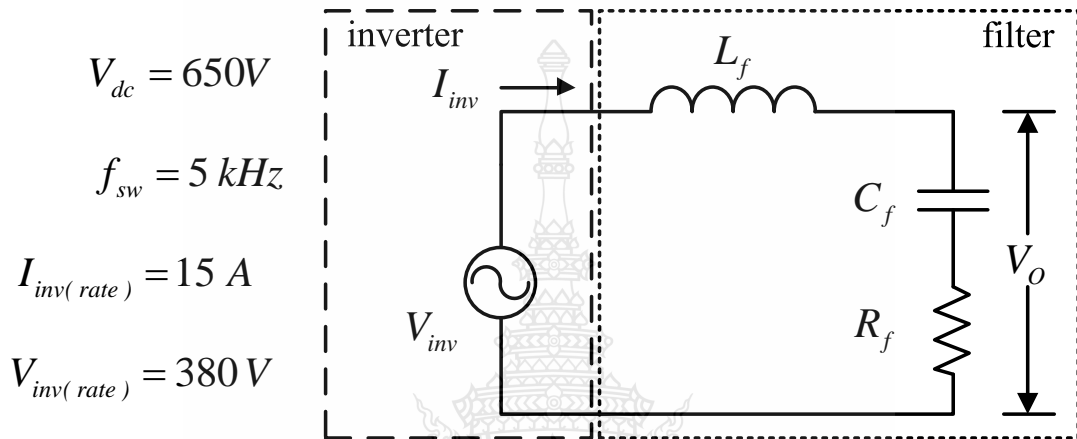 V_dc = 650V
f_sw = 5 kHz
I_inv( rate ) = 15 A
V_inv( rate ) = 380 V
inverter
filter
I_inv
L_f
C_f
R_f
V_inv
V_O